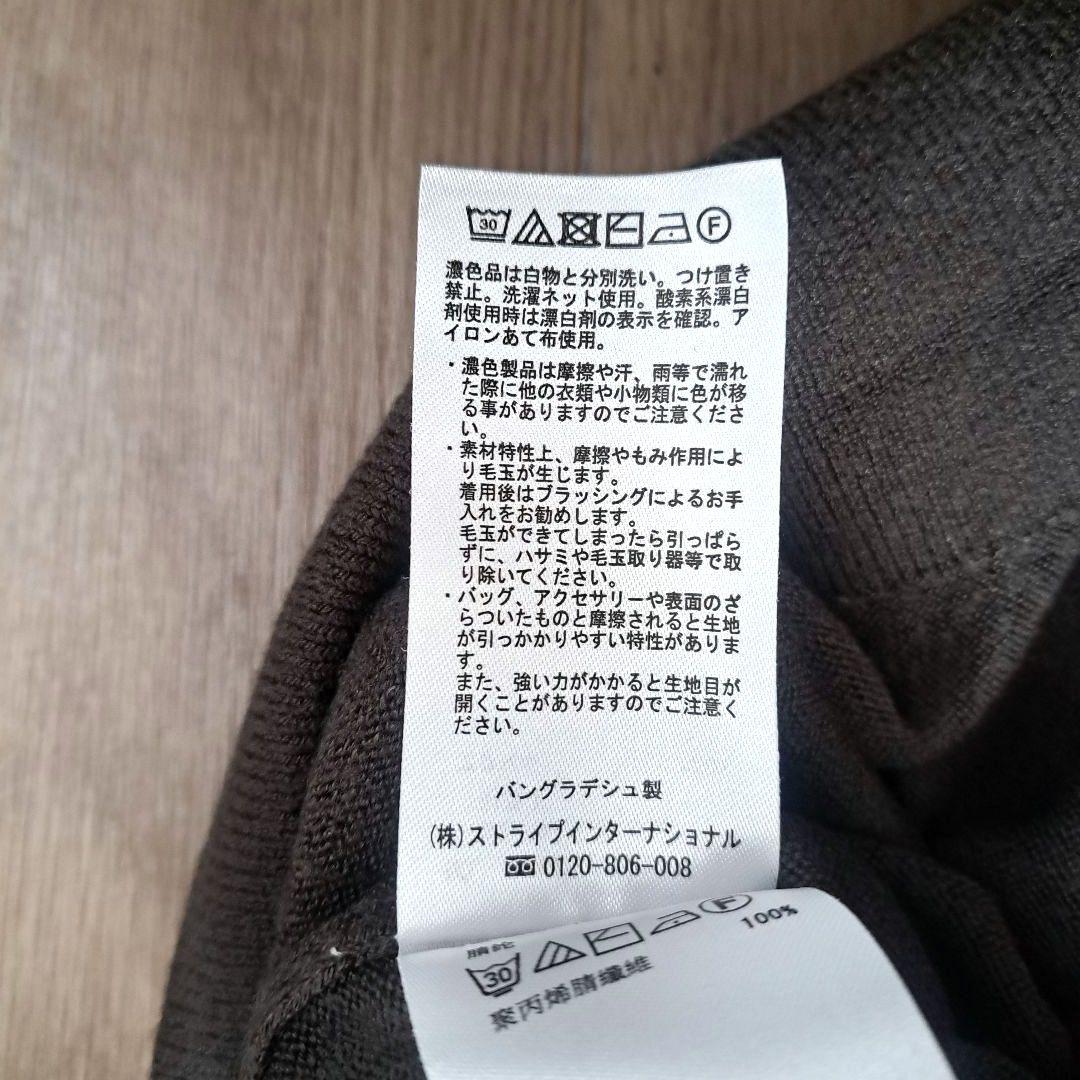 30 F
濃色品は白物と分別洗い。つけ置き
禁止。洗濯ネット使用。酸素系漂白
剤使用時は漂白剤の表示を確認。ア
イロンあて布使用。
・濃色製品は摩擦や汗、雨等で濡れ
た際に他の衣類や小物類に色が移
る事がありますのでご注意くださ
い。
・素材特性上、摩擦やもみ作用によ
り毛玉が生じます。
着用後はブラッシングによるお手
入れをお勧めします。
毛玉ができてしまったら引っぱら
ずに、ハサミや毛玉取り器等で取
り除いてください。
・バッグ、アクセサリーや表面のざ
らついたものと摩擦されると生地
が引っかかりやすい特性がありま
す。
また、強い力がかかると生地目が
開くことがありますのでご注意く
ださい。
バングラデシュ製
(株)ストライプインターナショナル
0120-806-008
腈纶
100%
30 F
聚丙烯腈纤维